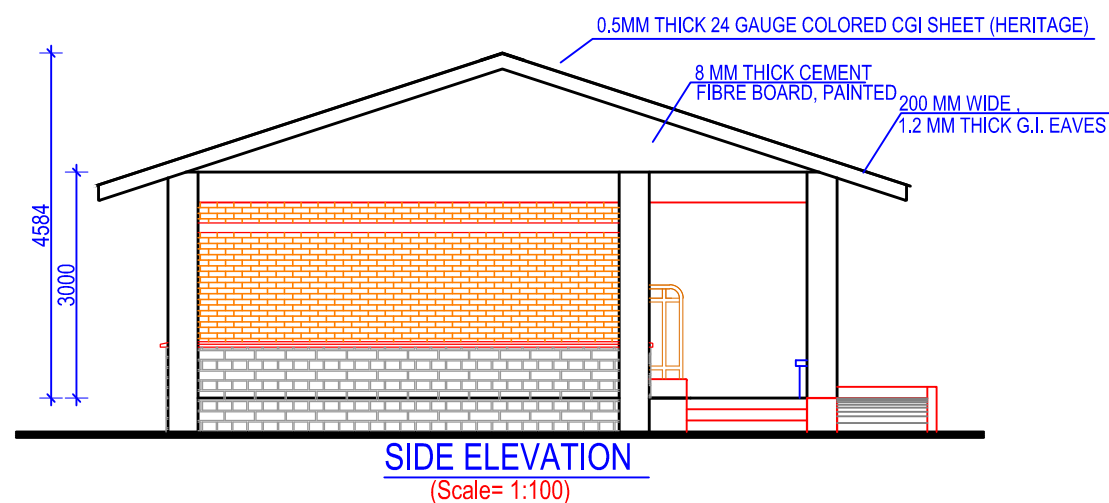 0.5MM THICK 24 GAUGE COLORED CGI SHEET (HERITAGE)
8 MM THICK CEMENT
FIBRE BOARD, PAINTED
200 MM WIDE ,
1.2 MM THICK G.I. EAVES
4584
3000
SIDE ELEVATION
(Scale= 1:100)